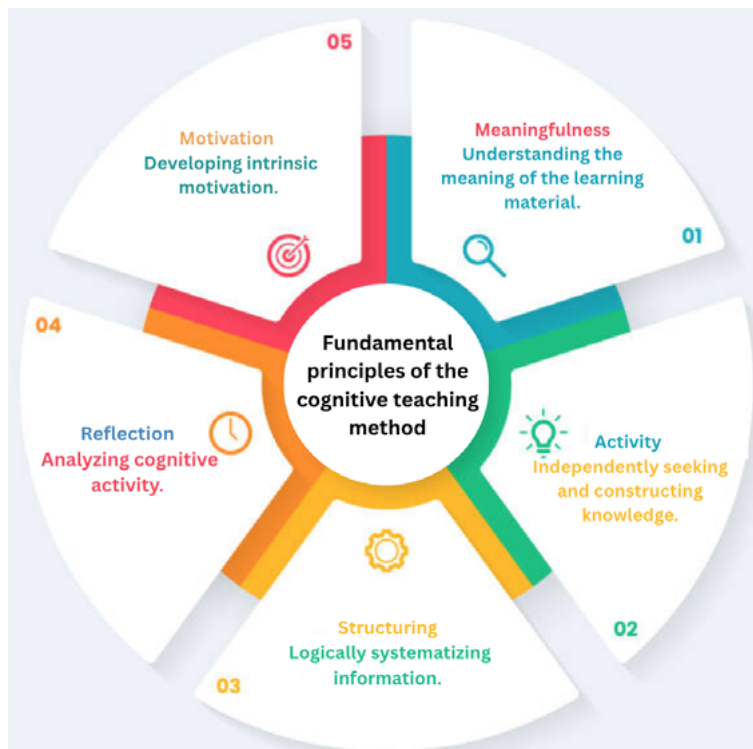 Fundamental
principles of the
cognitive teaching
method
Meaningfulness
Understanding the
meaning of the learning
material.
01
Activity
Independently seeking
and constructing
knowledge.
02
Structuring
Logically systematizing
information.
03
04
Reflection
Analyzing cognitive
activity.
05
Motivation
Developing intrinsic
motivation.